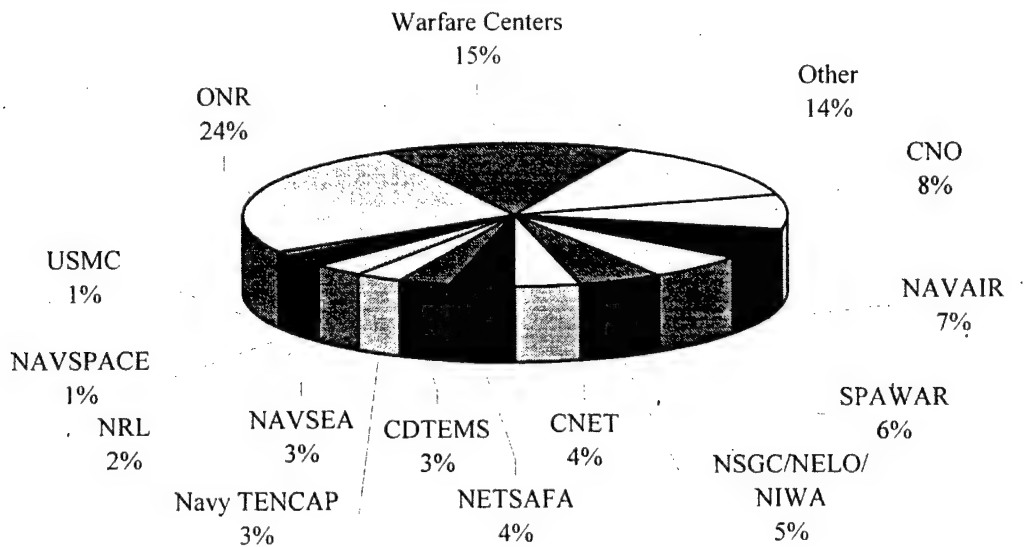 Warfare Centers
15%
Other
14%
ONR
24%
CNO
8%
USMC
1%
NAVAIR
7%
NAVSPACE
1%
SPAWAR
6%
NRL
2%
NAVSEA
3%
CDTEMS
3%
CNET
4%
NSGC/NELO/
NIWA
5%
Navy TENCAP
3%
NETSAFA
4%